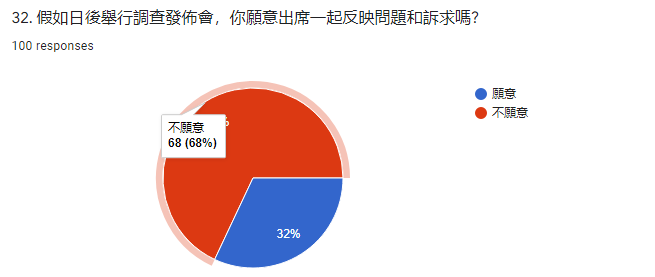 32. 假如日後舉行調查發佈會，你願意出席一起反映問題和訴求嗎?
100 responses
願意
不願意
不願意
68 (68%)
%
32%